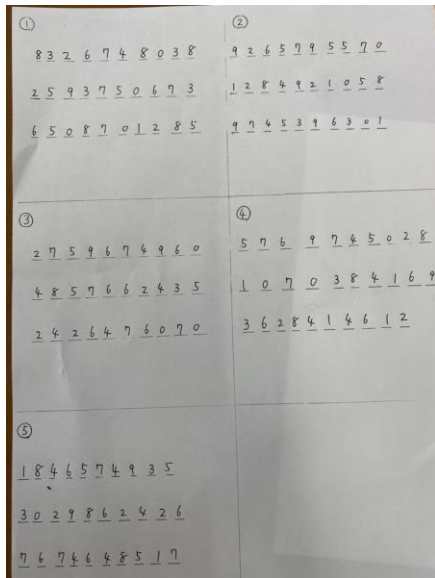 ①
8 3 2 6 7 4 8 0 3 8
2 5 9 3 7 5 0 6 7 3
6 5 0 8 7 0 1 2 8 5
②
9 2 6 5 7 9 5 5 7 0
1 2 8 4 9 2 1 0 5 8
9 7 4 5 3 9 6 3 0 1
③
2 7 5 9 6 7 4 9 6 0
4 8 5 7 6 6 2 4 3 5
2 4 2 6 4 7 6 0 7 0
④
5 7 6 9 7 4 5 0 2 8
1 0 7 0 3 8 4 1 6 9
3 6 2 8 4 1 4 6 1 2
⑤
1 8 4 6 5 7 4 9 3 5
3 0 2 9 8 6 2 4 2 6
7 6 7 4 6 4 8 5 1 7